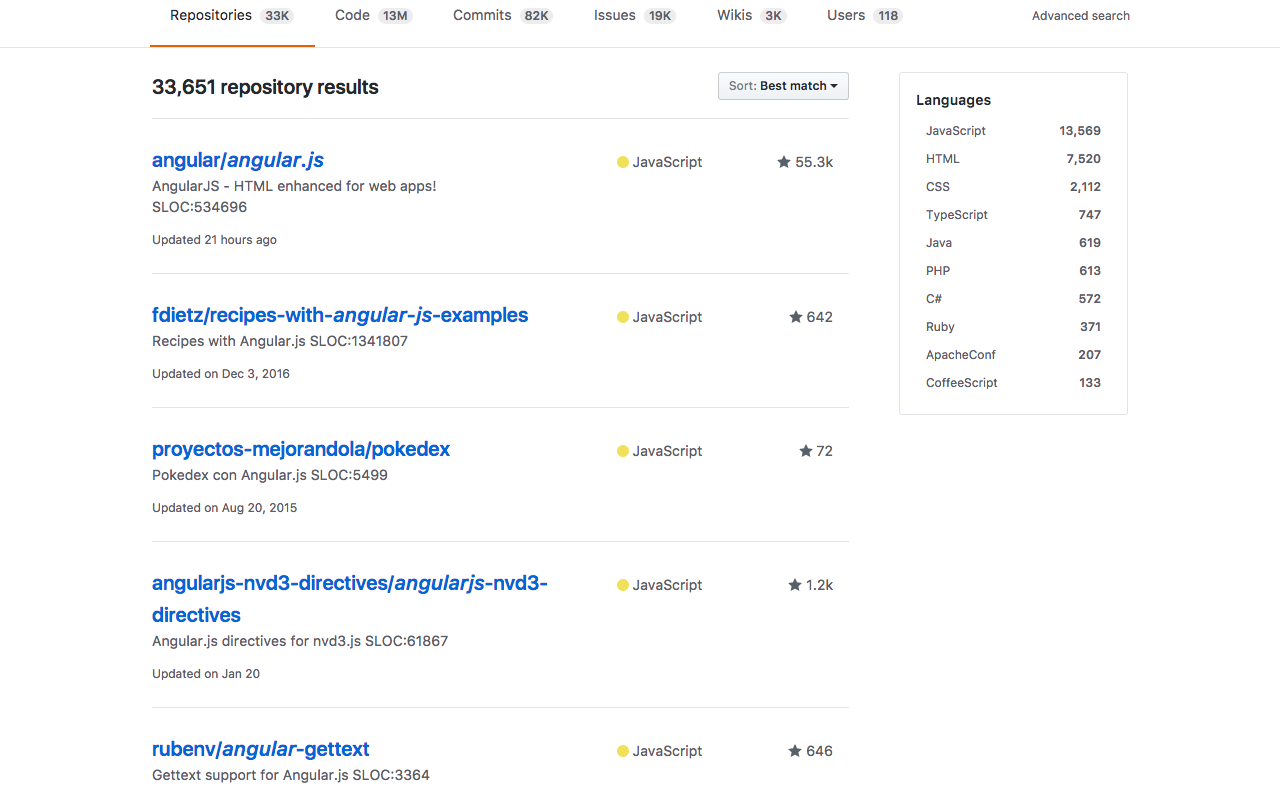 Repositories 33K Code 13M Commits 82K Issues 19K Wikis 3K Users 118 Advanced search
33,651 repository results
Sort: Best match
angular/angular.js
JavaScript
55.3k
AngularJS - HTML enhanced for web apps!
SLOC:534696
Updated 21 hours ago
fdietz/recipes-with-angular-js-examples
JavaScript
642
Recipes with Angular.js SLOC:1341807
Updated on Dec 3, 2016
proyectos-mejorandola/pokedex
JavaScript
72
Pokedex con Angular.js SLOC:5499
Updated on Aug 20, 2015
angularjs-nvd3-directives/angularjs-nvd3-
directives
JavaScript
1.2k
Angular.js directives for nvd3.js SLOC:61867
Updated on Jan 20
rubenv/angular-gettext
JavaScript
646
Gettext support for Angular.js SLOC:3364
Languages
JavaScript 13,569
HTML 7,520
CSS 2,112
TypeScript 747
Java 619
PHP 613
C# 572
Ruby 371
ApacheConf 207
CoffeeScript 133